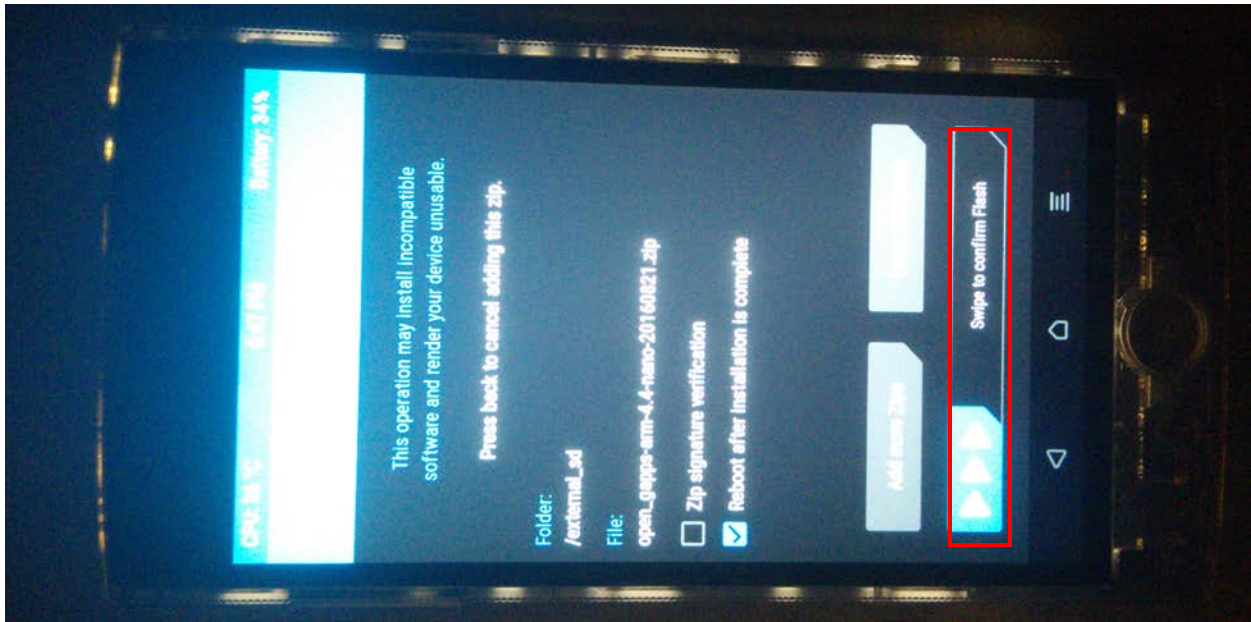 CPU: 36 °C
Battery: 34%
This operation may install incompatible
software and render your device unusable.
Press back to cancel adding this zip.
Folder:
/external_sd
File:
open_gapps-arm-4.4-nano-20160821.zip
Zip signature verification
Reboot after installation is complete
Add more Zips
Swipe to confirm Flash